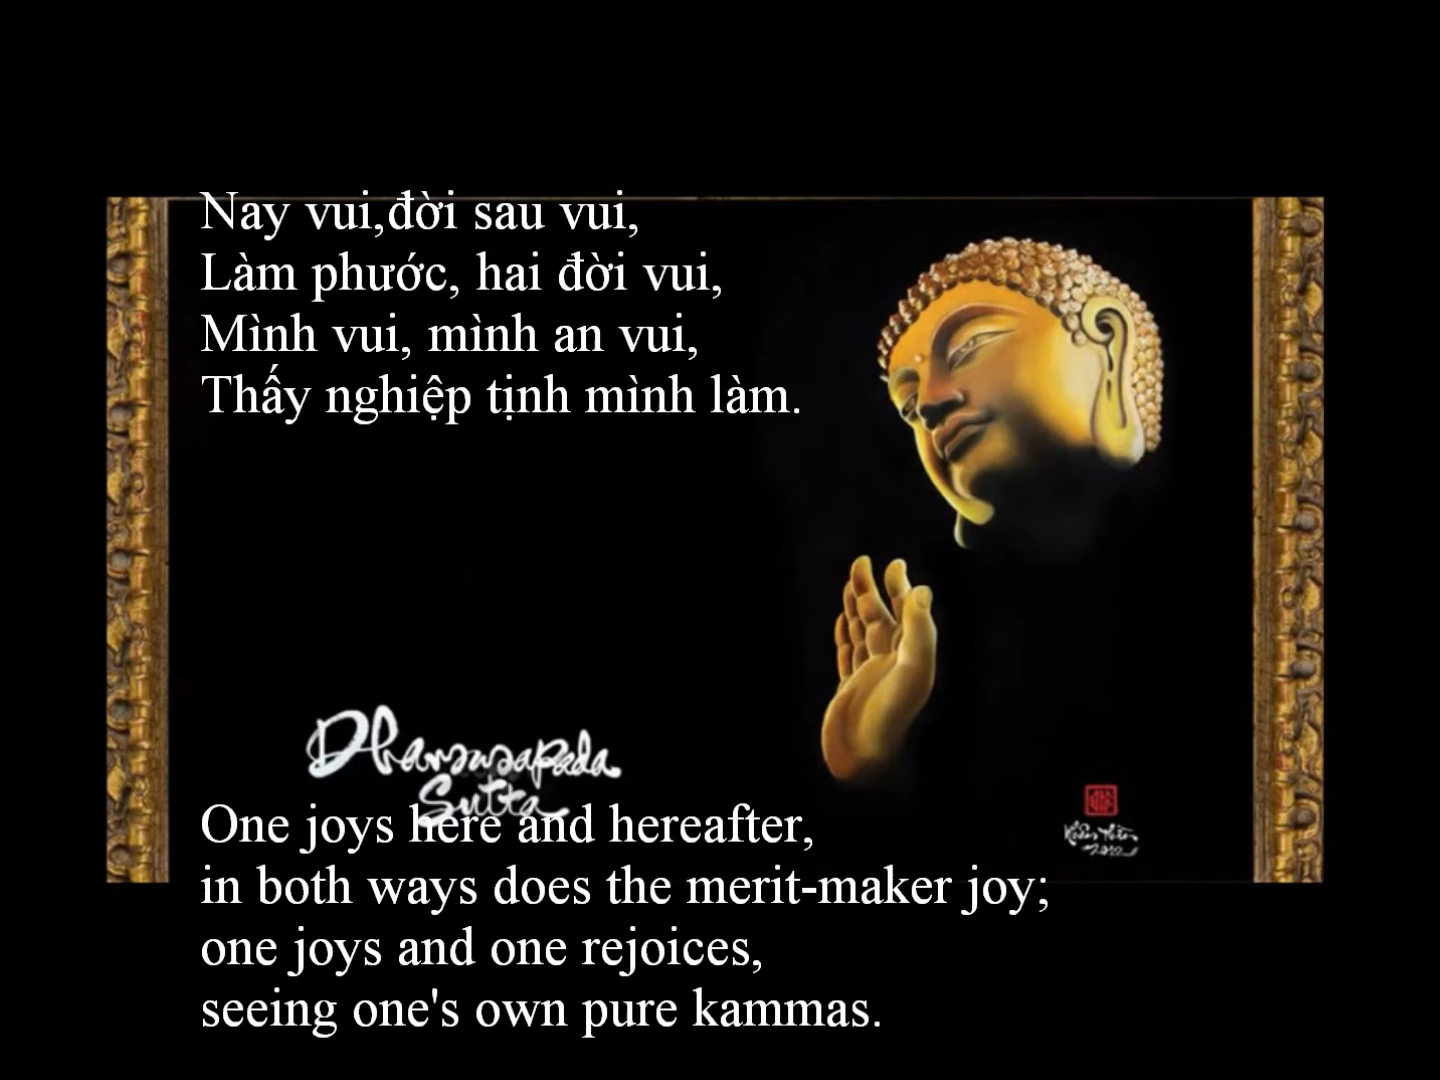 Nay vui,đời sau vui,
Làm phước, hai đời vui,
Mình vui, mình an vui,
Thấy nghiệp tịnh mình làm.
Dhammapada
Sutta
One joys here and hereafter,
in both ways does the merit-maker joy;
one joys and one rejoices,
seeing one's own pure kammas.